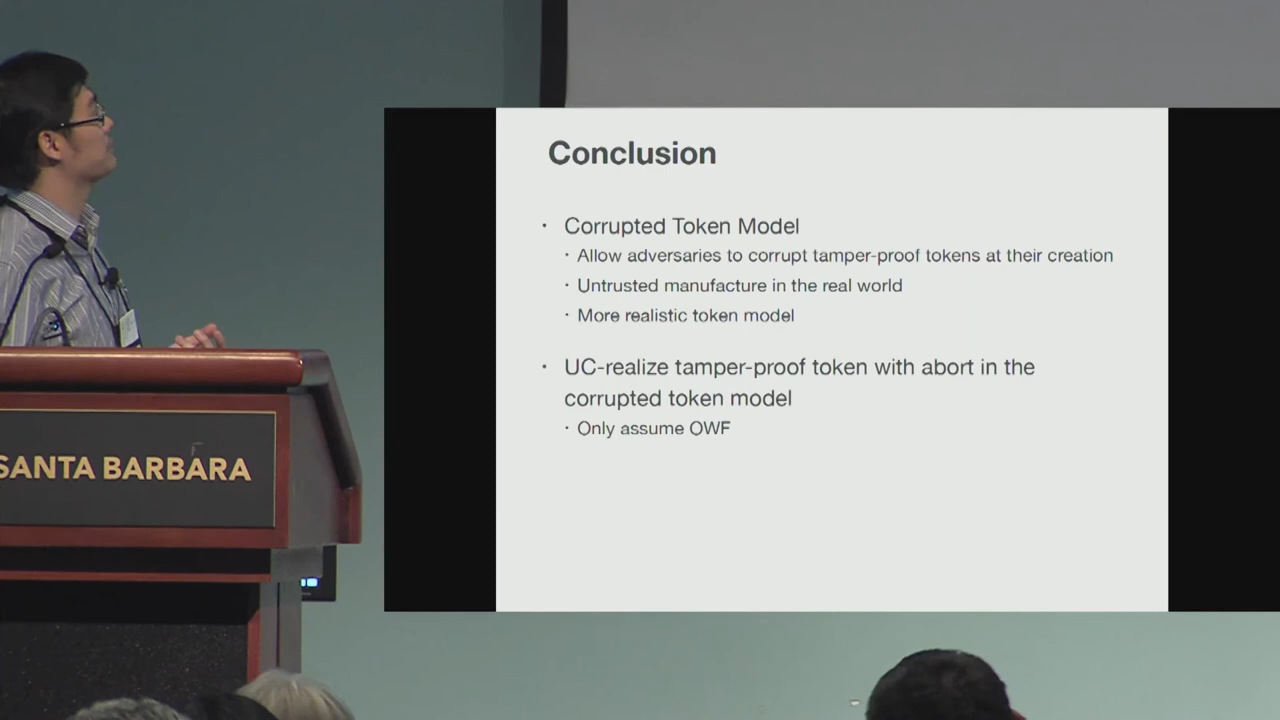 Conclusion
· Corrupted Token Model
· Allow adversaries to corrupt tamper-proof tokens at their creation
· Untrusted manufacture in the real world
· More realistic token model
· UC-realize tamper-proof token with abort in the
corrupted token model
· Only assume OWF
SANTA BARBARA